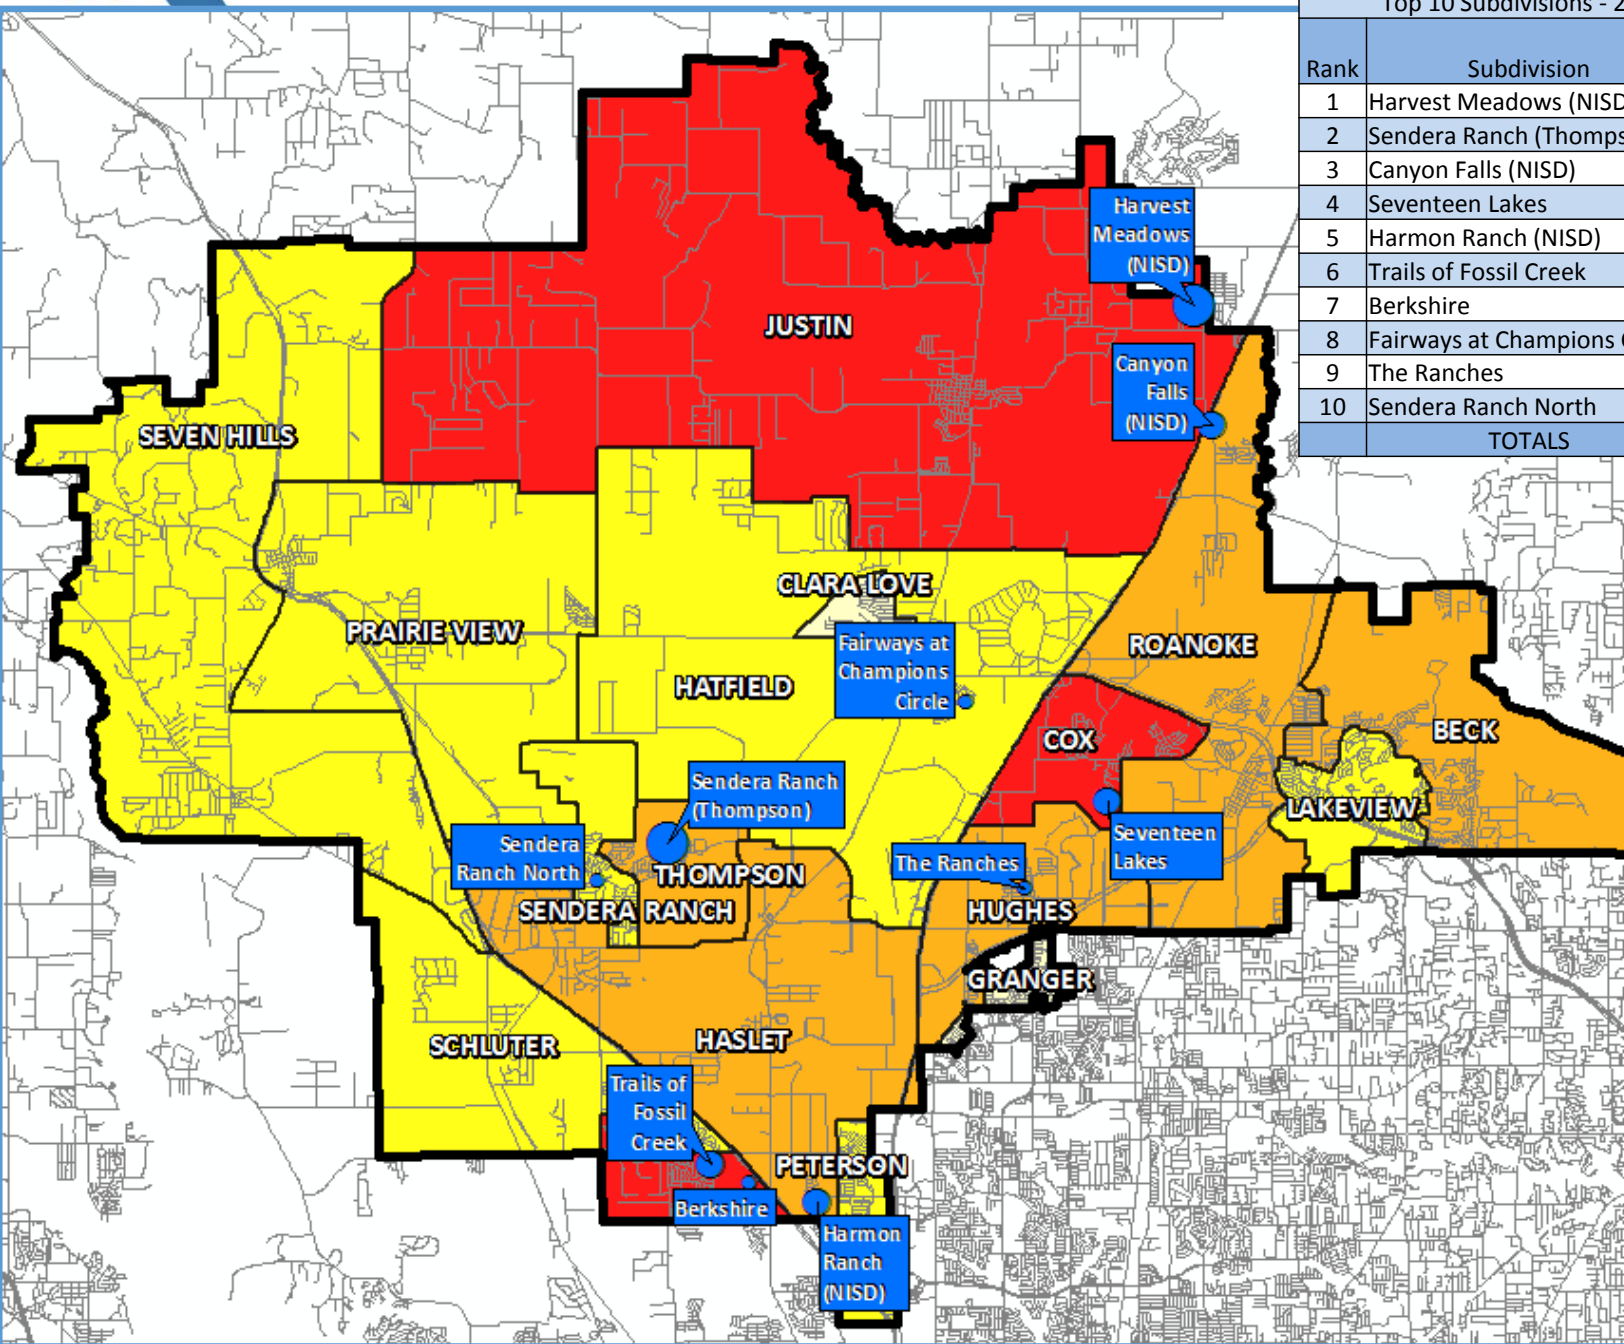 Top 10 Subdivisions - 2
Rank Subdivision
1 Harvest Meadows (NISD
2 Sendera Ranch (Thomps
3 Canyon Falls (NISD)
4 Seventeen Lakes
5 Harmon Ranch (NISD)
6 Trails of Fossil Creek
7 Berkshire
8 Fairways at Champions
9 The Ranches
10 Sendera Ranch North
TOTALS
Harvest
Meadows
(NISD)
JUSTIN
Canyon
Falls
(NISD)
SEVEN HILLS
CLARA LOVE
PRAIRIE VIEW
Fairways at
Champions
Circle
ROANOKE
HATFIELD
COX
BECK
Sendera Ranch
(Thompson)
LAKEVIEW
Sendera
Ranch North
Seventeen
Lakes
The Ranches
THOMPSON
SENDERA RANCH
HUGHES
GRANGER
SCHLUTER
HASLET
Trails of
Fossil
Creek
PETERSON
Berkshire
Harmon
Ranch
(NISD)